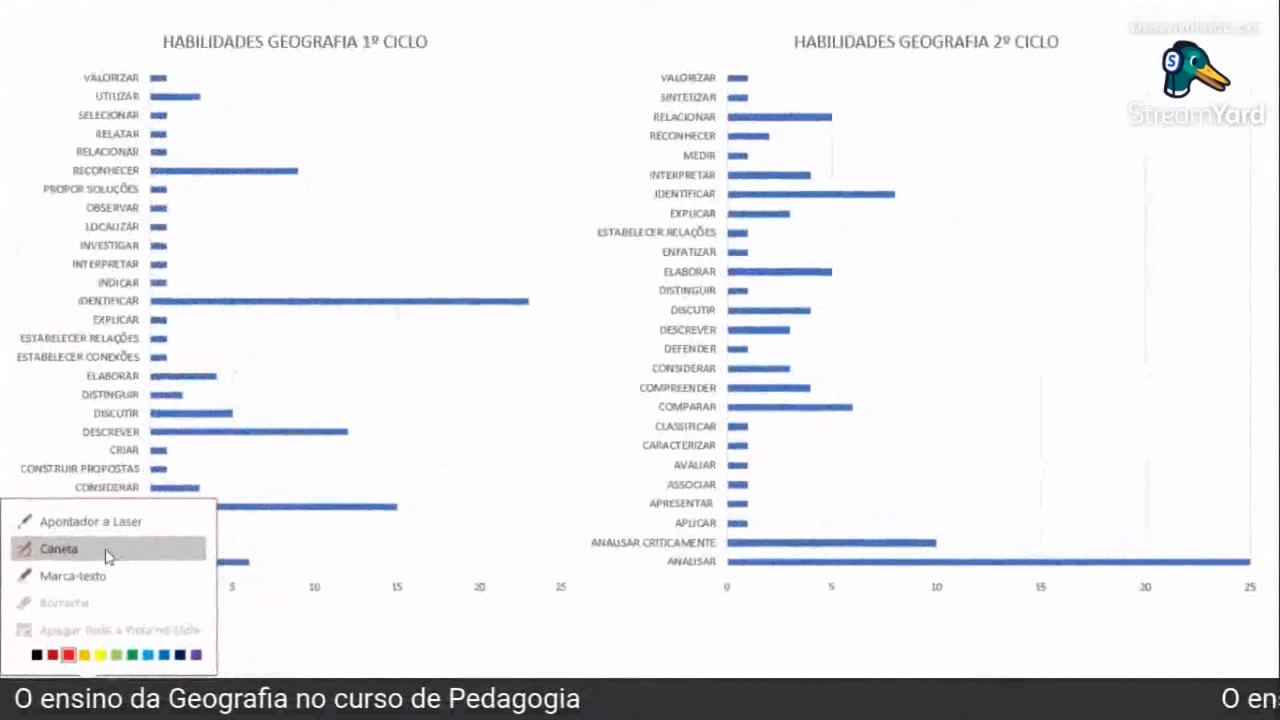 HABILIDADES GEOGRAFIA 1º CICLO
VALORIZAR
UTILIZAR
SELECIONAR
RELATAR
RELACIONAR
RECONHECER
PROPOR SOLUÇÕES
OBSERVAR
LOCALIZAR
INVESTIGAR
INTERPRETAR
INDICAR
IDENTIFICAR
EXPLICAR
ESTABELECER RELAÇÕES
ESTABELECER CONEXÕES
ELABORAR
DISTINGUIR
DISCUTIR
DESCREVER
CRIAR
CONSTRUIR PROPOSTAS
CONSIDERAR
5 10 15 20 25
Apontador a Laser
Caneta
Marca-texto
Borracha
HABILIDADES GEOGRAFIA 2º CICLO
VALORIZAR
SINTETIZAR
RELACIONAR
RECONHECER
MEDIR
INTERPRETAR
IDENTIFICAR
EXPLICAR
ESTABELECER RELAÇÕES
ENFATIZAR
ELABORAR
DISTINGUIR
DISCUTIR
DESCREVER
DEFENDER
CONSIDERAR
COMPREENDER
COMPARAR
CLASSIFICAR
CARACTERIZAR
AVALIAR
ASSOCIAR
APRESENTAR
APLICAR
ANALISAR CRITICAMENTE
ANALISAR
0 5 10 15 20 25
S
StreamYard
O ensino da Geografia no curso de Pedagogia
O en